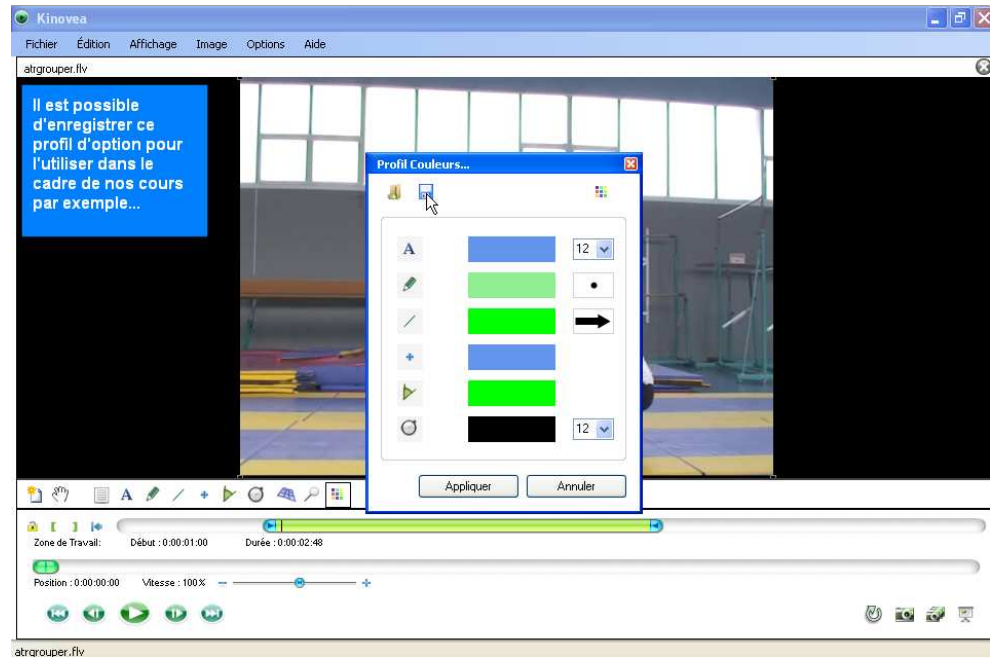 Kinovea
Fichier Édition Affichage Image Options Aide
atrgrouper.flv
Il est possible
d'enregistrer ce
profil d'option pour
l'utiliser dans le
cadre de nos cours
par exemple...
Profil Couleurs...
A
12
12
Appliquer Annuler
A
Zone de Travail: Début : 0:00:01:00 Durée : 0:00:02:48
Position : 0:00:00:00 Vitesse : 100%
atrgrouper.flv